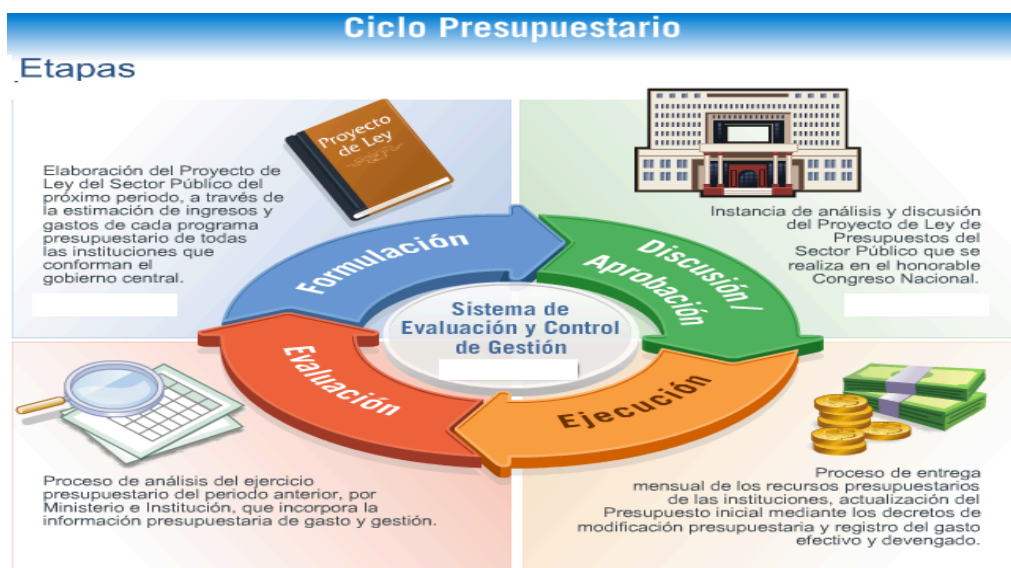 Ciclo Presupuestario
Etapas
Proyecto
de Ley
Elaboración del Proyecto de
Ley del Sector Público del
próximo periodo, a través de
la estimación de ingresos y
gastos de cada programa
presupuestario de todas
las instituciones que
conforman el
gobierno central.
Instancia de análisis y discusión
del Proyecto de Ley de
Presupuestos del
Sector Público que se
realiza en el honorable
Congreso Nacional.
Formulación
Discusión /
Aprobación
Sistema de
Evaluación y Control
de Gestión
Evaluación
Ejecución
Proceso de análisis del ejercicio
presupuestario del periodo anterior, por
Ministerio e Institución, que incorpora la
información presupuestaria de gasto y gestión.
Proceso de entrega
mensual de los recursos presupuestarios
de las instituciones, actualización del
Presupuesto inicial mediante los decretos de
modificación presupuestaria y registro del gasto
efectivo y devengado.